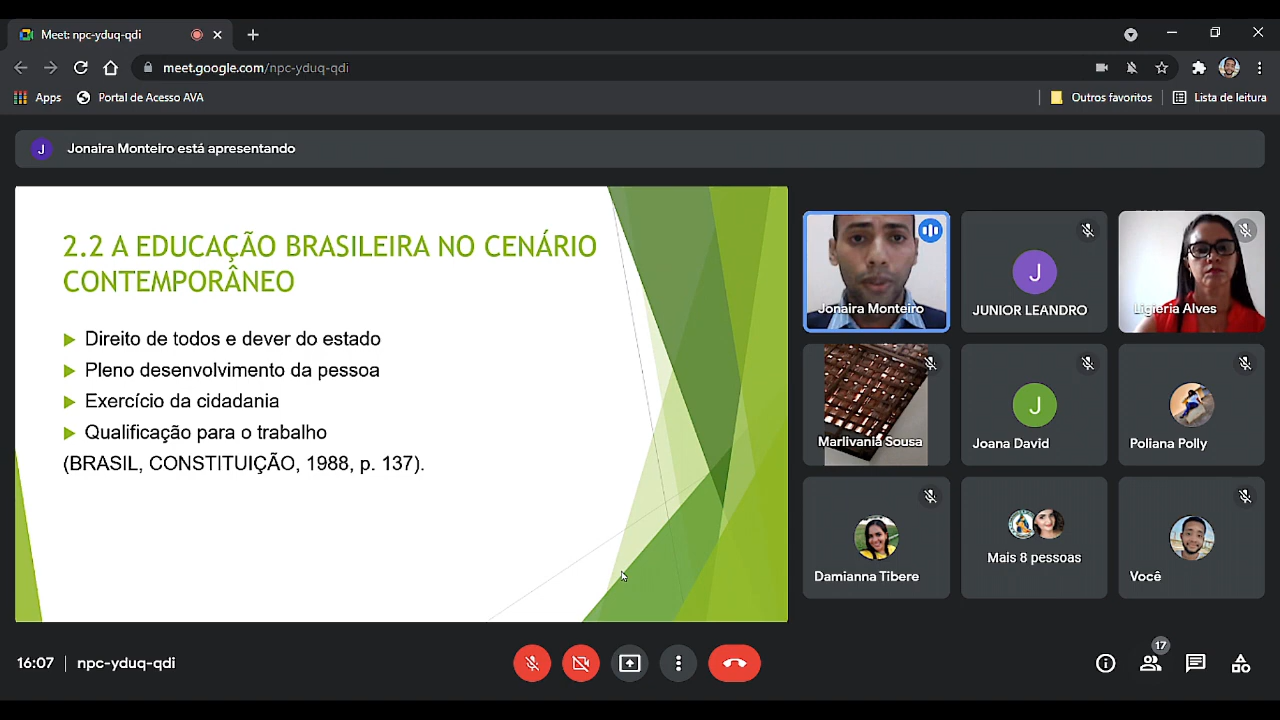 Meet: npc-yduq-qdi
meet.google.com/npc-yduq-qdi
Apps
Portal de Acesso AVA
Outros favoritos
Lista de leitura
J
Jonaira Monteiro está apresentando
2.2 A EDUCAÇÃO BRASILEIRA NO CENÁRIO
CONTEMPORÂNEO
Direito de todos e dever do estado
Pleno desenvolvimento da pessoa
Exercício da cidadania
Qualificação para o trabalho
(BRASIL, CONSTITUIÇÃO, 1988, p. 137).
Jonaira Monteiro
J
JUNIOR LEANDRO
Ligieria Alves
Marlivania Sousa
J
Joana David
Poliana Polly
Damianna Tibere
Mais 8 pessoas
Você
16:07
npc-yduq-qdi
17